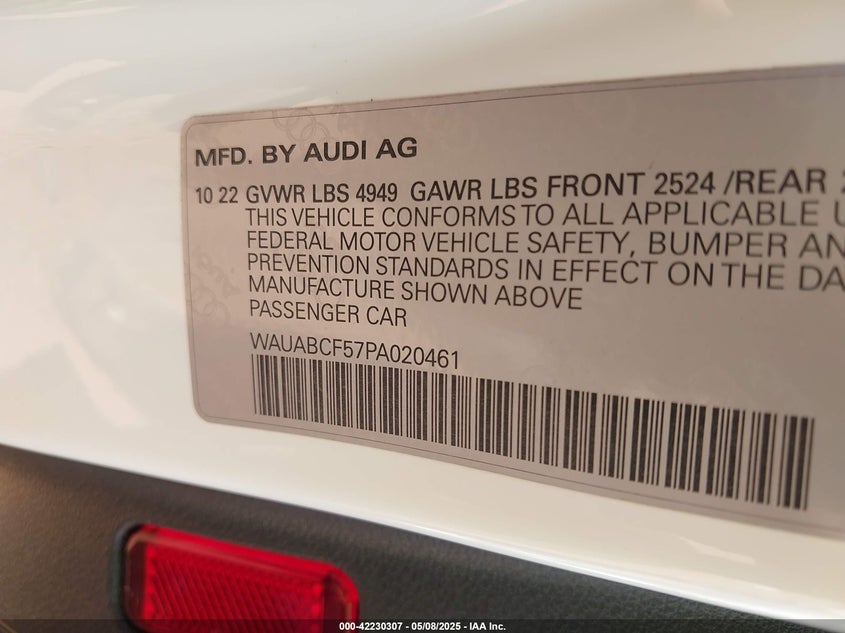 MFD. BY AUDI AG
10 22 GVWR LBS 4949 GAWR LBS FRONT 2524 /REAR
THIS VEHICLE CONFORMS TO ALL APPLICABLE
FEDERAL MOTOR VEHICLE SAFETY, BUMPER
PREVENTION STANDARDS IN EFFECT ON THE
MANUFACTURE SHOWN ABOVE
PASSENGER CAR
WAUABCF57PA020461
000-42230307 - 05/08/2025 - IAA Inc.